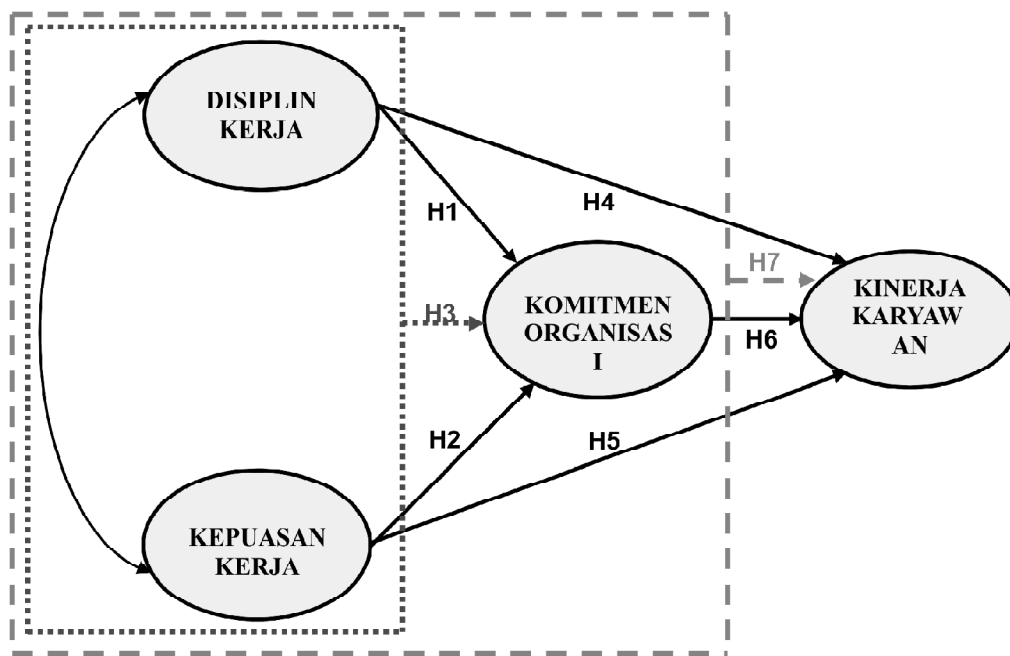 DISIPLIN
KERJA
H1
H4
H3
H7
KOMITMEN
ORGANISAS
I
KINERJA
KARYAW
AN
H6
H2
H5
KEPUASAN
KERJA